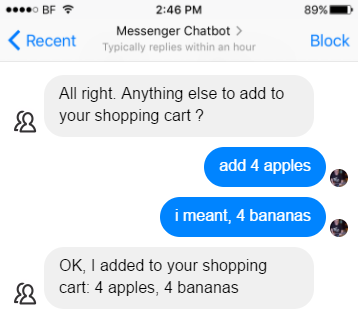 BF 2:46 PM 89%
Recent Messenger Chatbot Block
Typically replies within an hour
All right. Anything else to add to
your shopping cart ?
add 4 apples
i meant, 4 bananas
OK, I added to your shopping
cart: 4 apples, 4 bananas